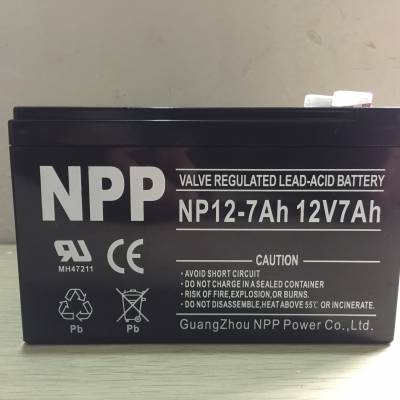 VALVE REGULATED LEAD-ACID BATTERY
NPP
NP12-7Ah 12V7Ah
CAUTION
• AVOID SHORT CIRCUIT
• DO NOT CHARGE IN A SEALED CONTAINER
• RISK OF FIRE,EXPLOSION,OR BURNS.
• DO NOT DISASSEMBLE,HEAT ABOVE 55℃ OR INCINERATE.
RU CE
MH47211
Pb Pb
GuangZhou NPP Power Co.,Ltd.